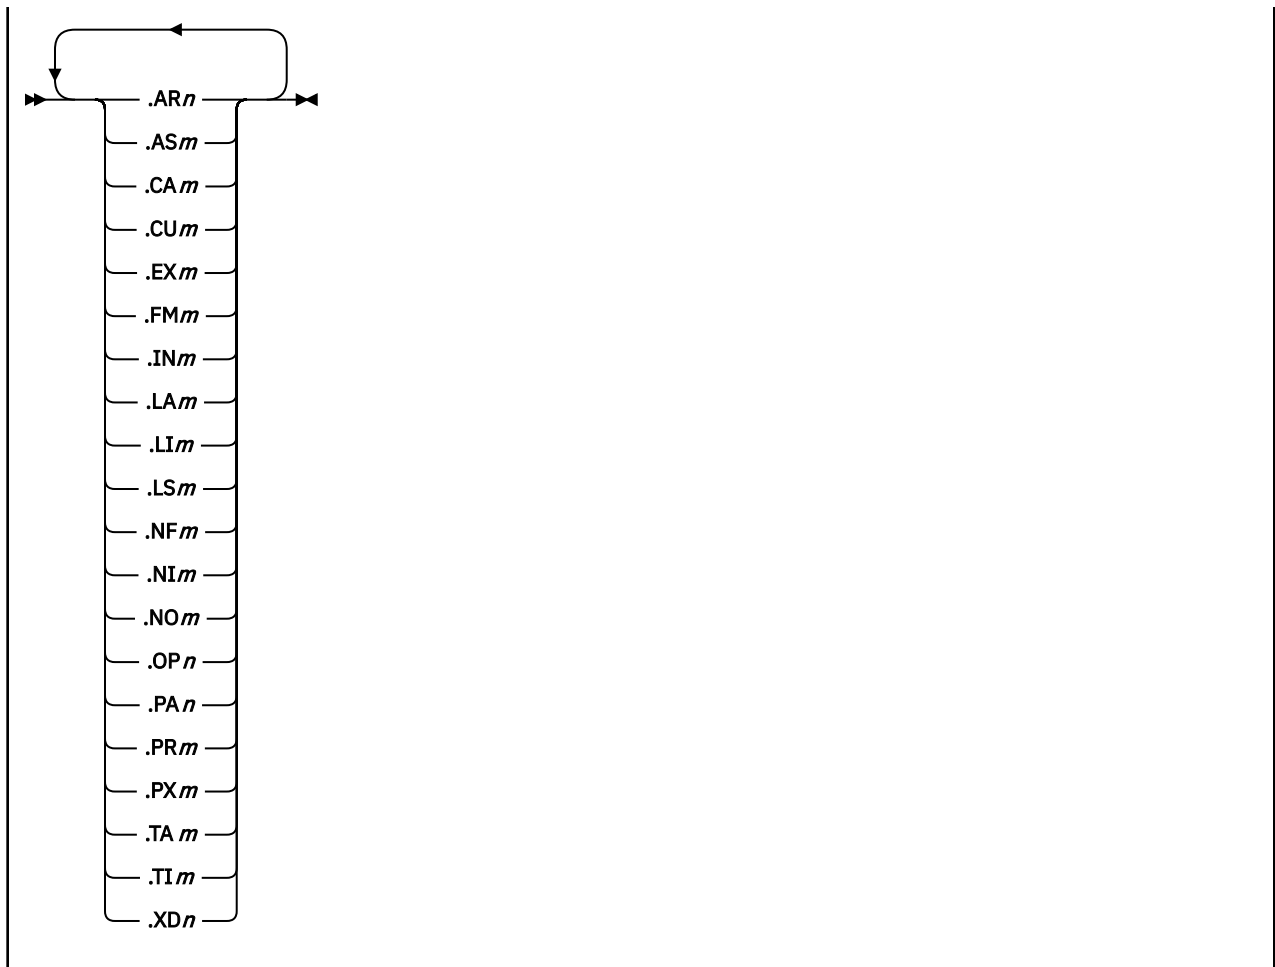 .ARn
.ASm
.CAm
.CUm
.EXm
.FMm
.INm
.LAm
.LIm
.LSm
.NFm
.NIm
.NOm
.OPn
.PAn
.PRm
.PXm
.TAm
.TIm
.XDn